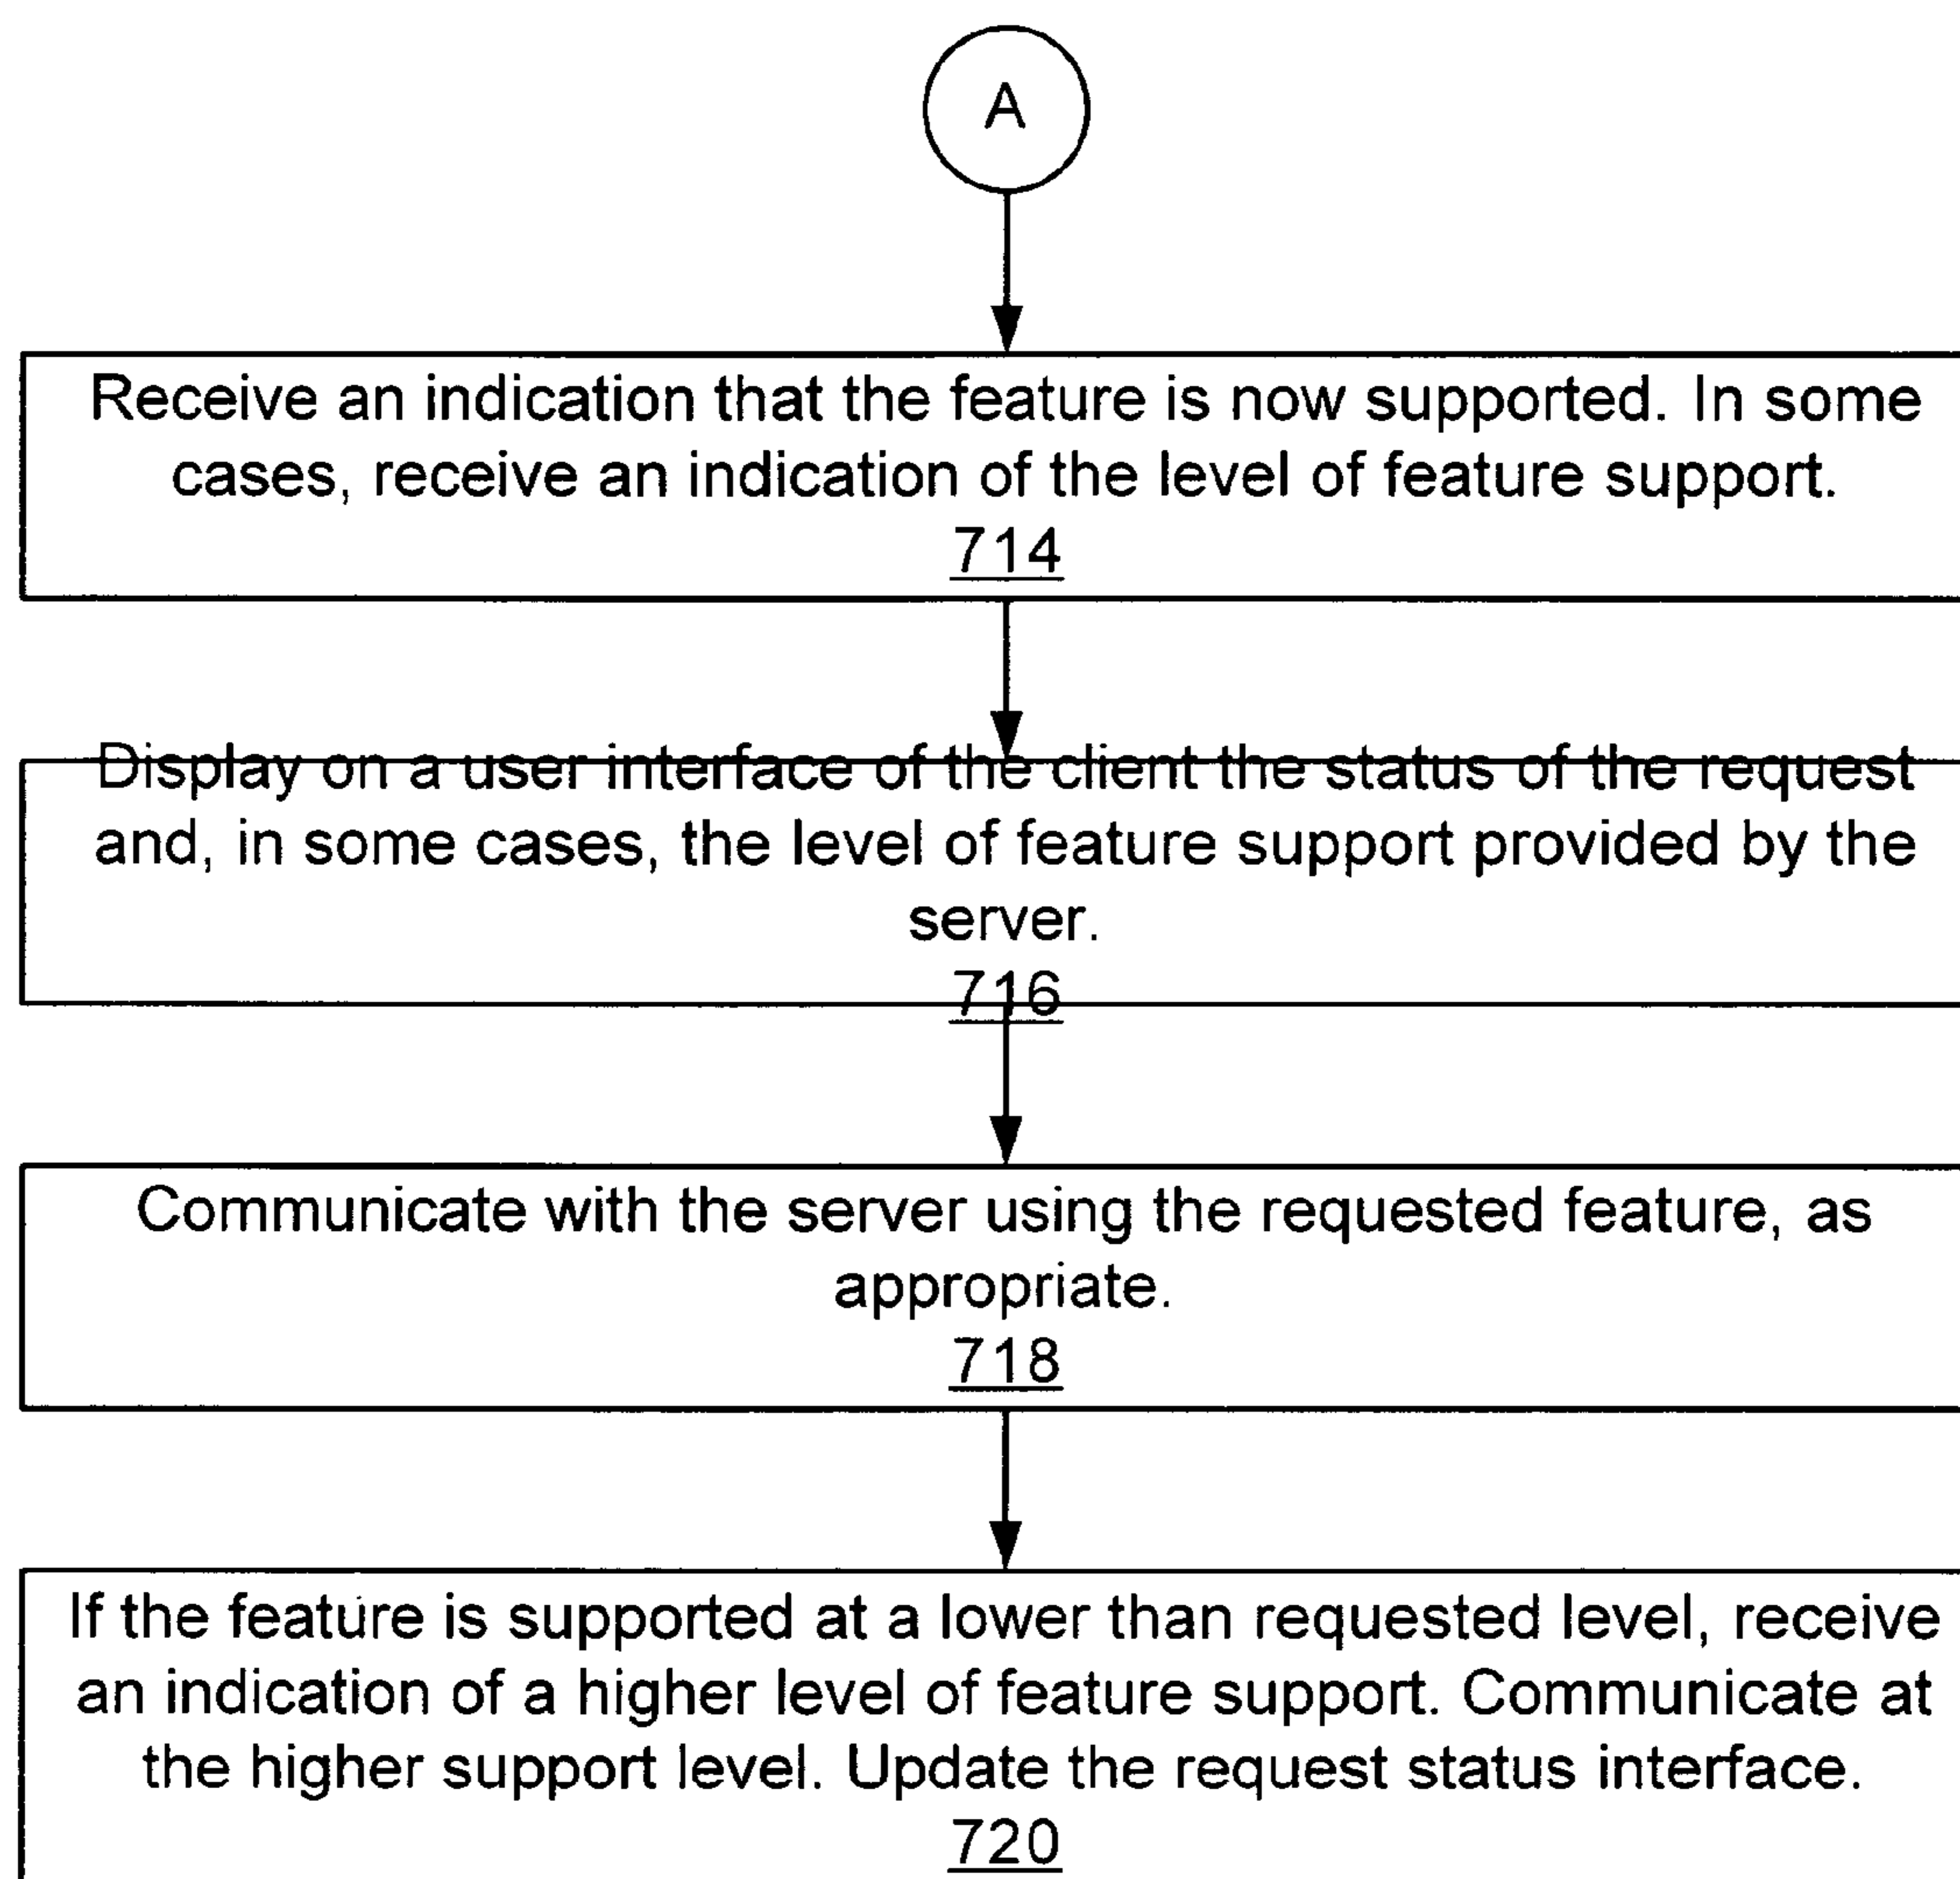 A
Receive an indication that the feature is now supported. In some
cases, receive an indication of the level of feature support.
714
Display on a user interface of the client the status of the request
and, in some cases, the level of feature support provided by the
server.
716
Communicate with the server using the requested feature, as
appropriate.
718
If the feature is supported at a lower than requested level, receive
an indication of a higher level of feature support. Communicate at
the higher support level. Update the request status interface.
720